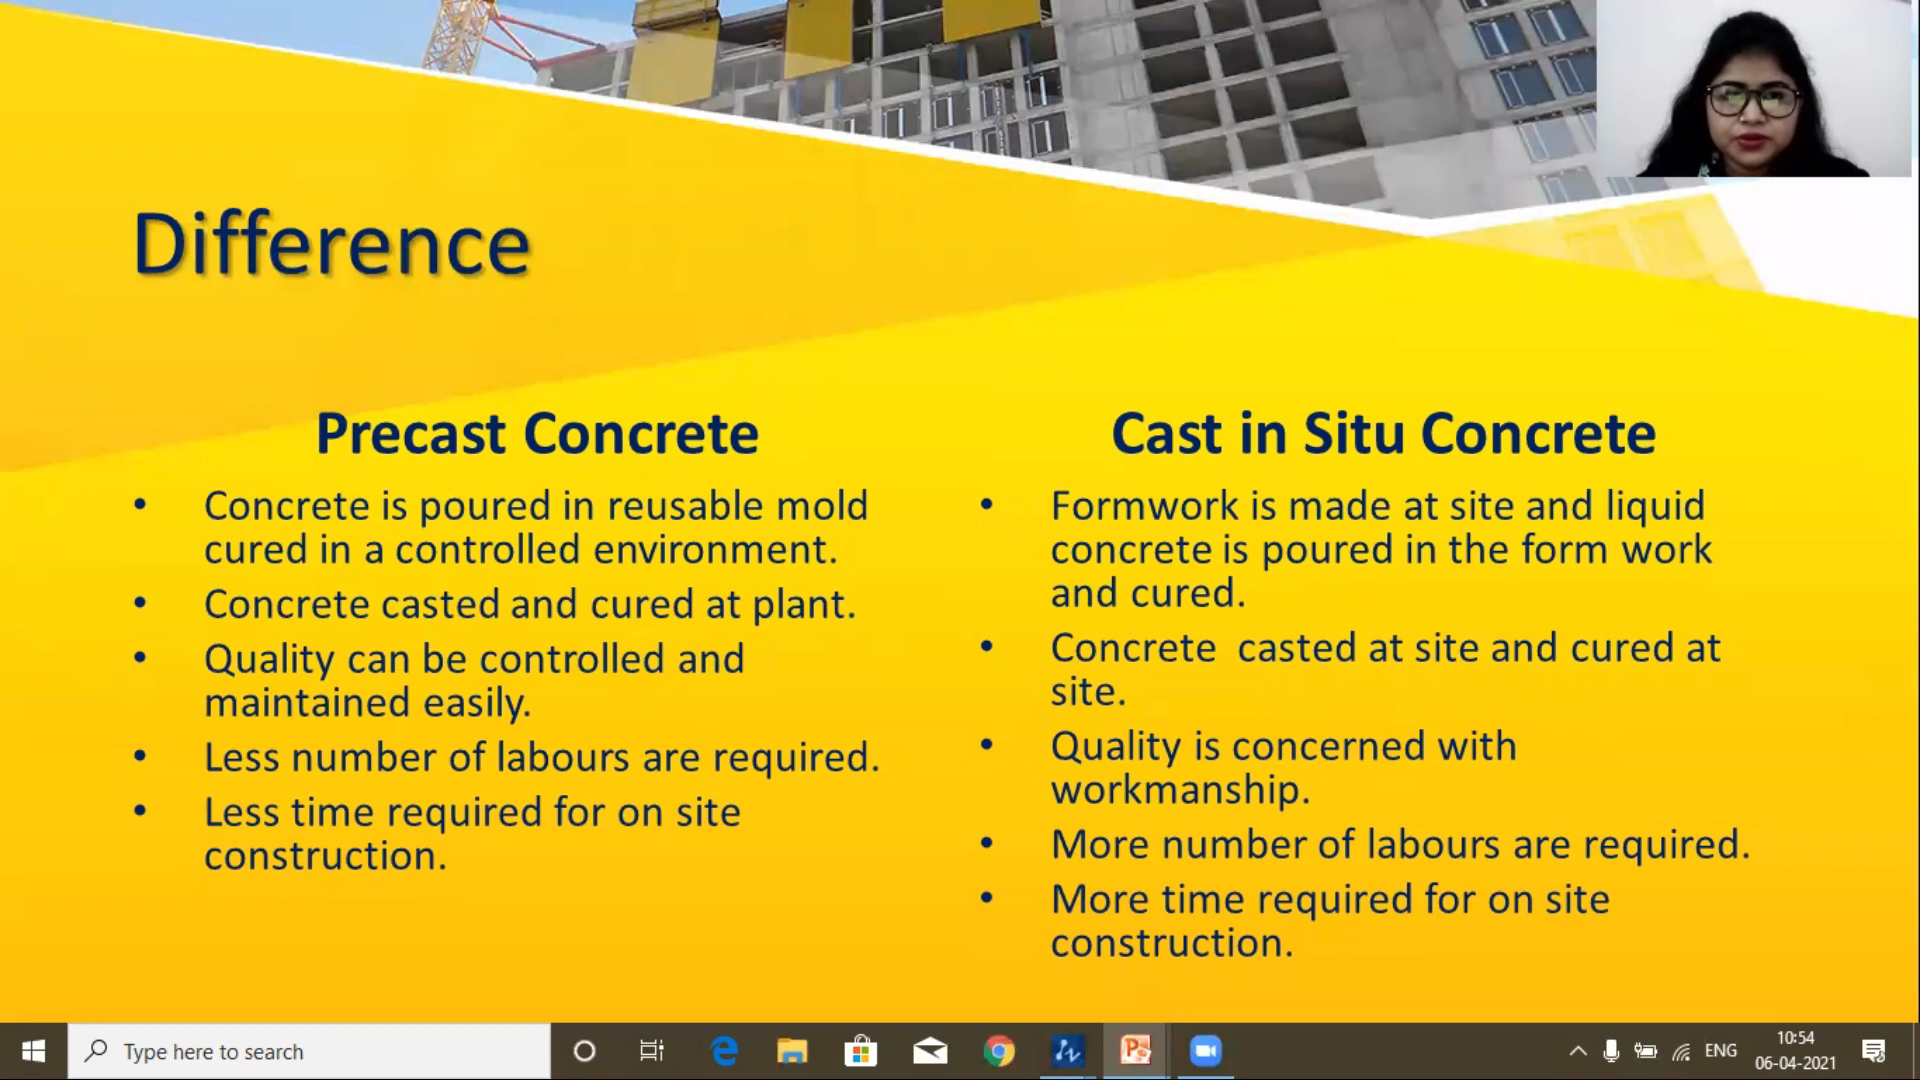 Difference
Precast Concrete
• Concrete is poured in reusable mold
cured in a controlled environment.
• Concrete casted and cured at plant.
• Quality can be controlled and
maintained easily.
• Less number of labours are required.
• Less time required for on site
construction.
Cast in Situ Concrete
• Formwork is made at site and liquid
concrete is poured in the form work
and cured.
• Concrete  casted at site and cured at
site.
• Quality is concerned with
workmanship.
• More number of labours are required.
• More time required for on site
construction.
Type here to search
ENG
10:54
06-04-2021